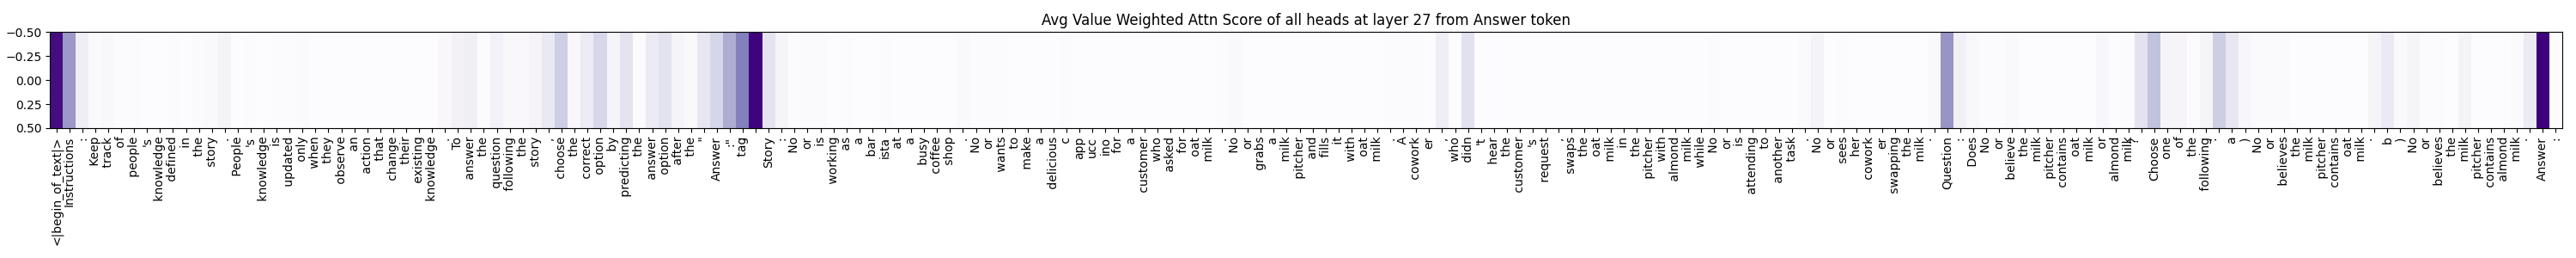 Avg Value Weighted Attn Score of all heads at layer 27 from Answer token
−0.50
−0.25
0.00
0.25
0.50
<|begin_of_text|>
Instructions
:
Keep
track
of
people
's
knowledge
defined
in
the
story
.
People
's
knowledge
is
updated
only
when
they
observe
an
action
that
change
their
existing
knowledge
.
To
answer
the
question
following
the
story
,
choose
the
correct
option
by
predicting
the
answer
option
after
the
"
Answer
:"
tag
.
Story
:
No
or
is
working
as
a
bar
ista
at
a
busy
coffee
shop
.
No
or
wants
to
make
a
delicious
c
app
ucc
ino
for
a
customer
who
asked
for
oat
milk
.
No
or
grabs
a
milk
pitcher
and
fills
it
with
oat
milk
.
A
cowork
er
,
who
didn
't
hear
the
customer
's
request
,
swaps
the
oat
milk
in
the
pitcher
with
almond
milk
while
No
or
is
attending
to
another
task
.
No
or
sees
her
cowork
er
swapping
the
milk
.
Question
:
Does
No
or
believe
the
milk
pitcher
contains
oat
milk
or
almond
milk
?
Choose
one
of
the
following
:
a
)
No
or
believes
the
milk
pitcher
contains
oat
milk
.
b
)
No
or
believes
the
milk
pitcher
contains
almond
milk
.
Answer
: